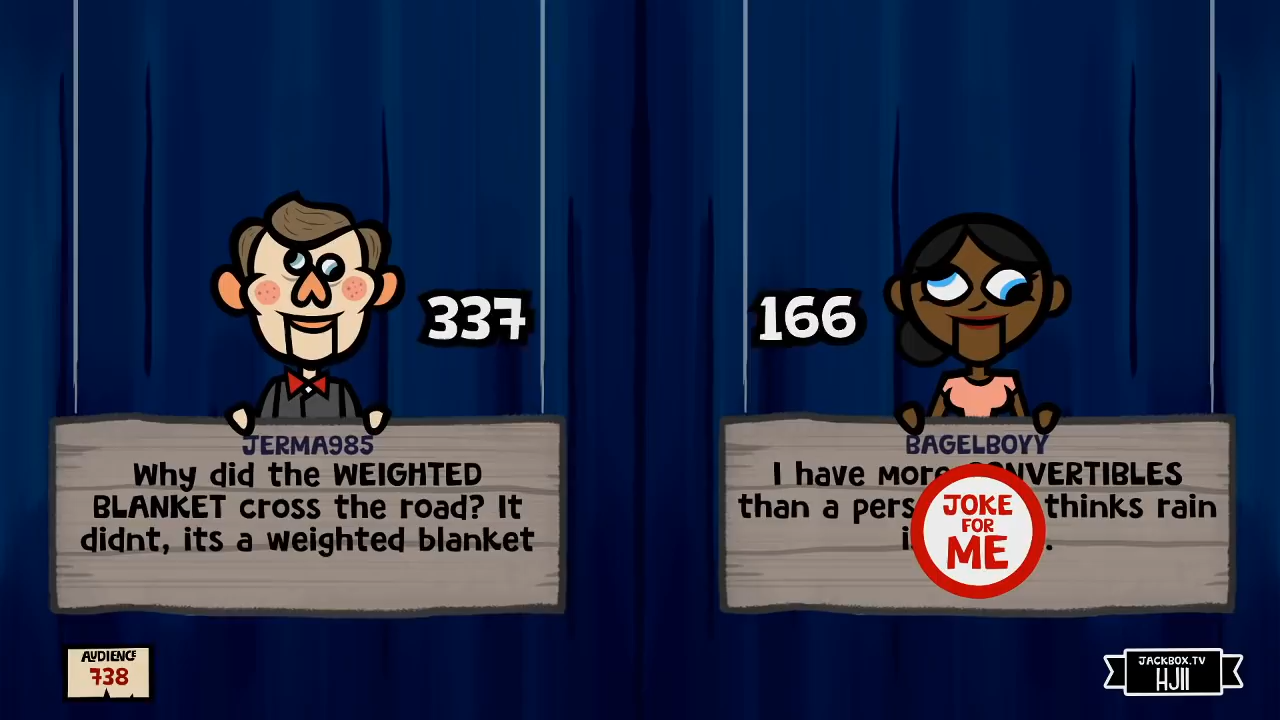 337
166
JERMA985
Why did the WEIGHTED
BLANKET cross the road? It
didnt, its a weighted blanket
BAGELBOYY
I have more CONVERTIBLES
than a pers thinks rain
JOKE
FOR
ME
AUDIENCE
738
JACKBOX.TV
HJII